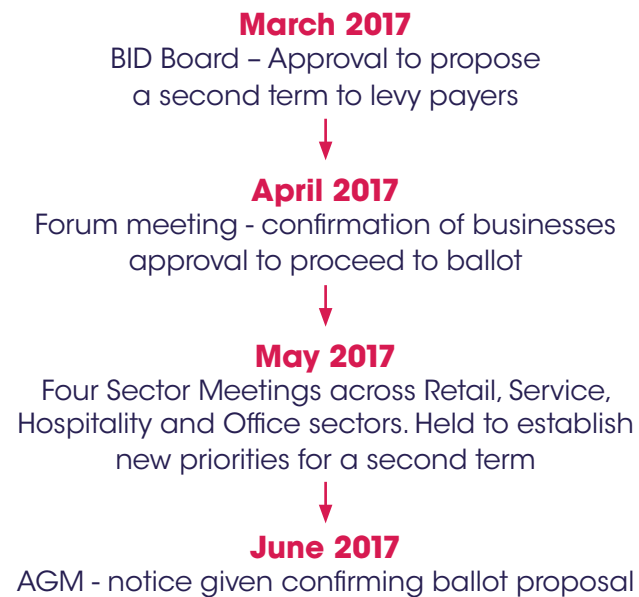 March 2017
BID Board – Approval to propose
a second term to levy payers
April 2017
Forum meeting - confirmation of businesses
approval to proceed to ballot
May 2017
Four Sector Meetings across Retail, Service,
Hospitality and Office sectors. Held to establish
new priorities for a second term
June 2017
AGM - notice given confirming ballot proposal